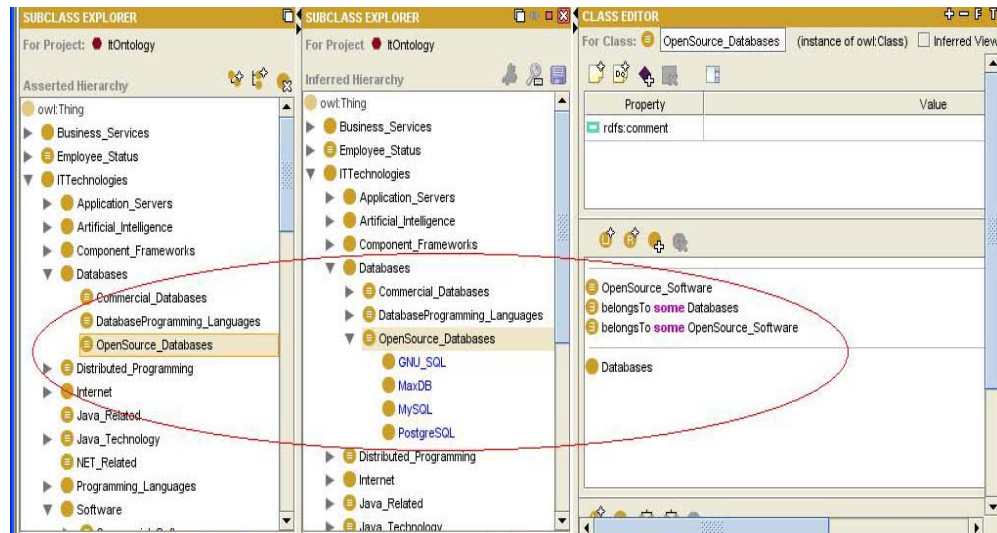 SUBCLASS EXPLORER
For Project: ItOntology
Asserted Hierarchy
owl:Thing
Business_Services
Employee_Status
ITTechnologies
Application_Servers
Artificial_Intelligence
Component_Frameworks
Databases
Commercial_Databases
DatabaseProgramming_Languages
OpenSource_Databases
Distributed_Programming
Internet
Java_Related
Java_Technology
NET_Related
Programming_Languages
Software
SUBCLASS EXPLORER
For Project ItOntology
Inferred Hierarchy
owl:Thing
Business_Services
Employee_Status
ITTechnologies
Application_Servers
Artificial_Intelligence
Component_Frameworks
Databases
Commercial_Databases
DatabaseProgramming_Languages
OpenSource_Databases
GNU_SQL
MaxDB
MySQL
PostgreSQL
Distributed_Programming
Internet
Java_Related
Java_Technology
CLASS EDITOR
For Class: OpenSource_Databases (instance of owl:Class) Inferred View
Property Value
rdfs:comment
OpenSource_Software
belongsTo some Databases
belongsTo some OpenSource_Software
Databases